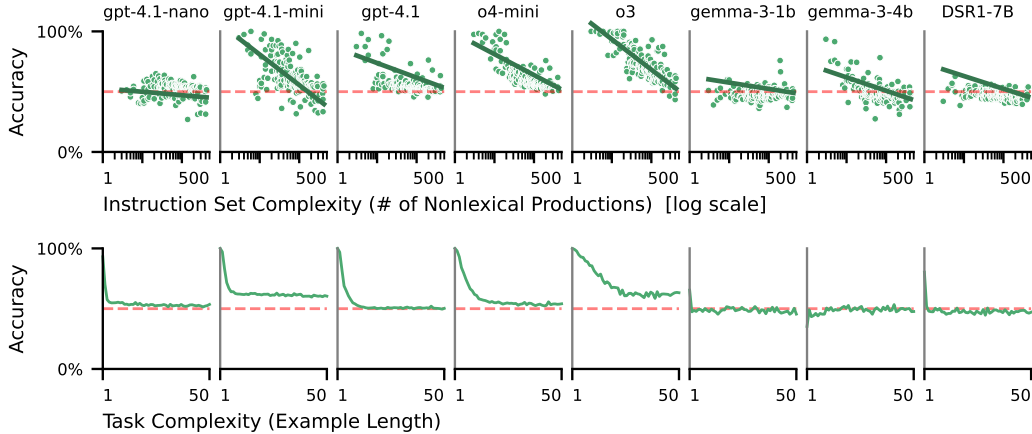 gpt-4.1-nano gpt-4.1-mini gpt-4.1 o4-mini o3 gemma-3-1b gemma-3-4b DSR1-7B
100%
Accuracy
0%
1 500 1 500 1 500 1 500 1 500 1 500 1 500 1 500
Instruction Set Complexity (# of Nonlexical Productions) [log scale]
100%
Accuracy
0%
1 50 1 50 1 50 1 50 1 50 1 50 1 50 1 50
Task Complexity (Example Length)